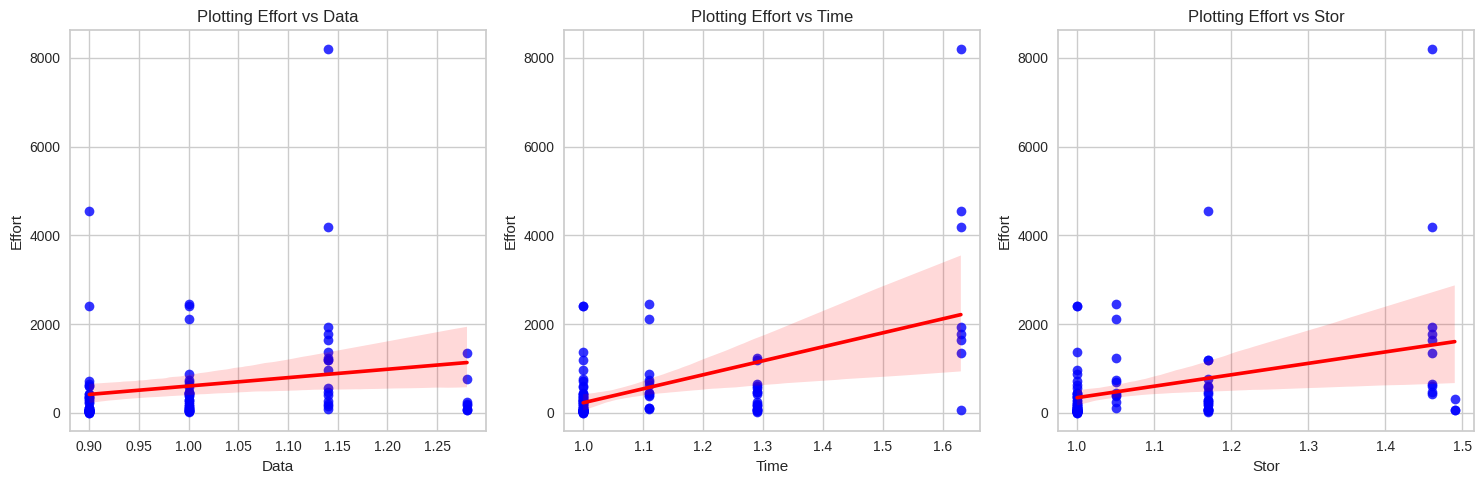 Plotting Effort vs Data
8000
6000
4000
2000
0
Effort
0.90 0.95 1.00 1.05 1.10 1.15 1.20 1.25
Data
Plotting Effort vs Time
8000
6000
4000
2000
0
Effort
1.0 1.1 1.2 1.3 1.4 1.5 1.6
Time
Plotting Effort vs Stor
8000
6000
4000
2000
0
Effort
1.0 1.1 1.2 1.3 1.4 1.5
Stor